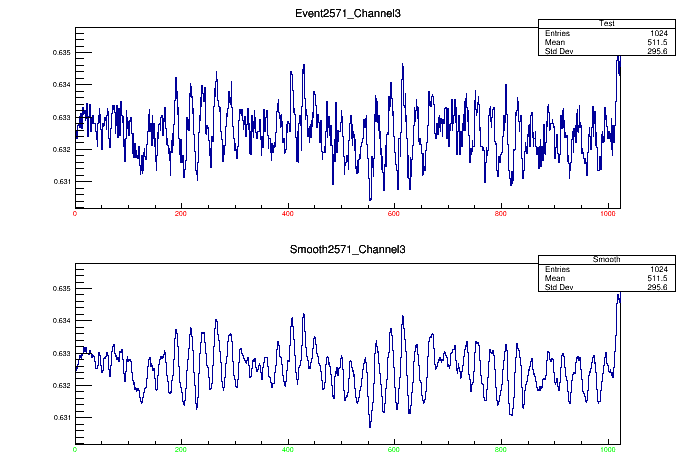 Event2571_Channel3
Test
Entries 1024
Mean 511.5
Std Dev 295.6
0.635
0.634
0.633
0.632
0.631
0 200 400 600 800 1000
Smooth2571_Channel3
Smooth
Entries 1024
Mean 511.5
Std Dev 295.6
0.635
0.634
0.633
0.632
0.631
0 200 400 600 800 1000